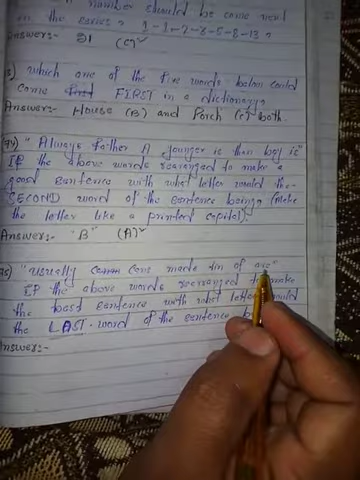 number should be come next
in the series? 1-1-2-3-5-8-13?
Answer:- 21 (C)
which one of the five words below could
come FIRST in a dictionary?
Answer:- House (B) and Porch (C) both.
"Always father A younger is than boy is"
If the above words rearranged to make a
good sentence with what letter would the
SECOND word of the sentence being? (Make
the letter like a printed capital).
Answer:- "B" (A)
"Usually cans made tin of are"
If the above words rearranged to make
the best sentence with what letter would
the LAST word of the sentence
Answer:-